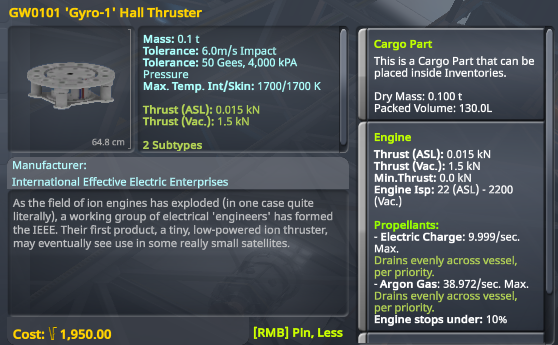 GW0101 'Gyro-1' Hall Thruster
Mass: 0.1 t
Tolerance: 6.0m/s Impact
Tolerance: 50 Gees, 4,000 kPA
Pressure
Max. Temp. Int/Skin: 1700/1700 K
Thrust (ASL): 0.015 kN
Thrust (Vac.): 1.5 kN
2 Subtypes
64.8 cm
Manufacturer:
International Effective Electric Enterprises
As the field of ion engines has exploded (in one case quite
literally), a working group of electrical 'engineers' has formed
the IEEE. Their first product, a tiny, low-powered ion thruster,
may eventually see use in some really small satellites.
Cost: 1,950.00
[RMB] Pin, Less
Cargo Part
This is a Cargo Part that can be
placed inside Inventories.
Dry Mass: 0.100 t
Packed Volume: 130.0L
Engine
Thrust (ASL): 0.015 kN
Thrust (Vac.): 1.5 kN
Min.Thrust: 0.0 kN
Engine Isp: 22 (ASL) - 2200
(Vac.)
Propellants:
- Electric Charge: 9.999/sec.
Max.
Drains evenly across vessel,
per priority.
- Argon Gas: 38.972/sec. Max.
Drains evenly across vessel,
per priority.
Engine stops under: 10%